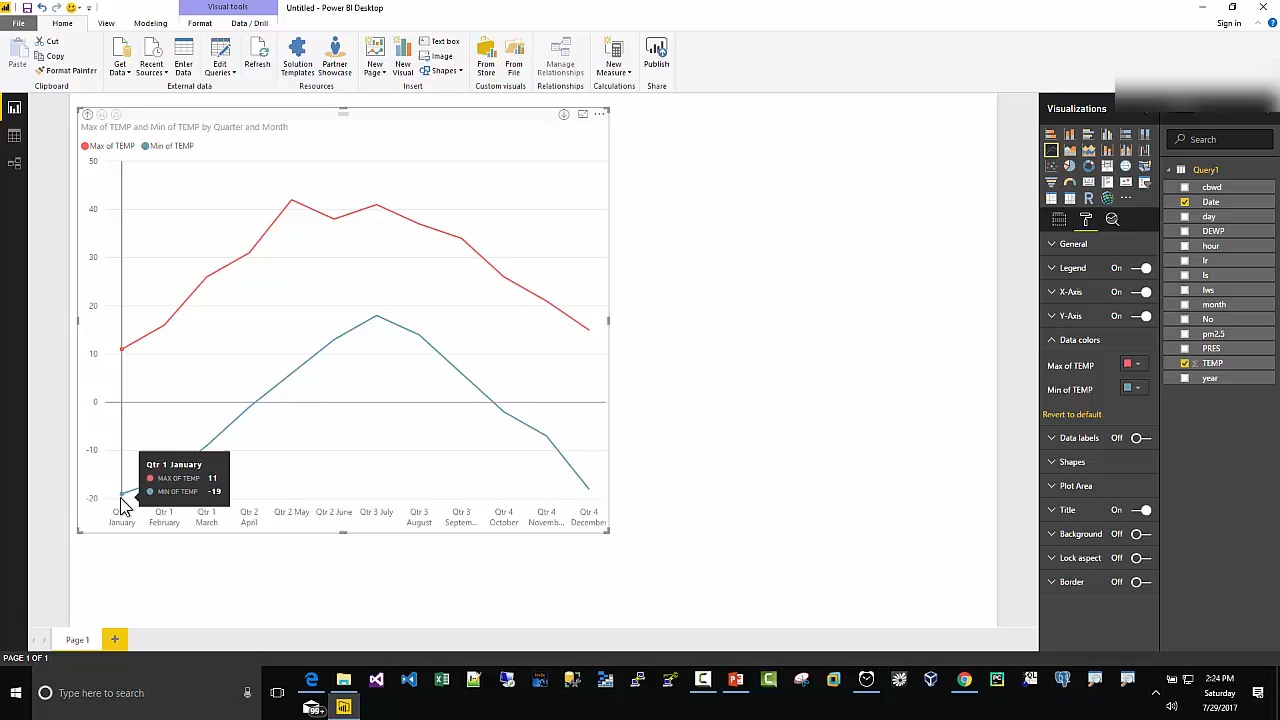 Visual tools
Untitled - Power BI Desktop
File
Home
View
Modeling
Format
Data / Drill
Sign in
Paste
Cut
Copy
Format Painter
Get Data
Recent Sources
Enter Data
Edit Queries
Refresh
Solution Templates
Partner Showcase
New Page
New Visual
Text box
Image
Shapes
From Store
From File
Manage Relationships
New Measure
Publish
Clipboard
External data
Resources
Insert
Custom visuals
Relationships
Calculations
Share
Max of TEMP and Min of TEMP by Quarter and Month
Max of TEMP
Min of TEMP
50
40
30
20
10
0
-10
-20
Qtr 1 January
MAX OF TEMP 11
MIN OF TEMP -19
January
Qtr 1 February
Qtr 1 March
Qtr 2 April
Qtr 2 May
Qtr 2 June
Qtr 3 July
Qtr 3 August
Qtr 3 Septem...
Qtr 4 October
Qtr 4 Novemb...
Qtr 4 December
Visualizations
R
General
Legend On
X-Axis On
Y-Axis On
Data colors
Max of TEMP
Min of TEMP
Revert to default
Data labels Off
Shapes
Plot Area
Title On
Background Off
Lock aspect Off
Border Off
Search
Query1
cbwd
Date
day
DEWP
hour
Ir
Is
Iws
month
No
pm2.5
PRES
Σ TEMP
year
Page 1
PAGE 1 OF 1
Type here to search
99+
2:24 PM
Saturday
7/29/2017